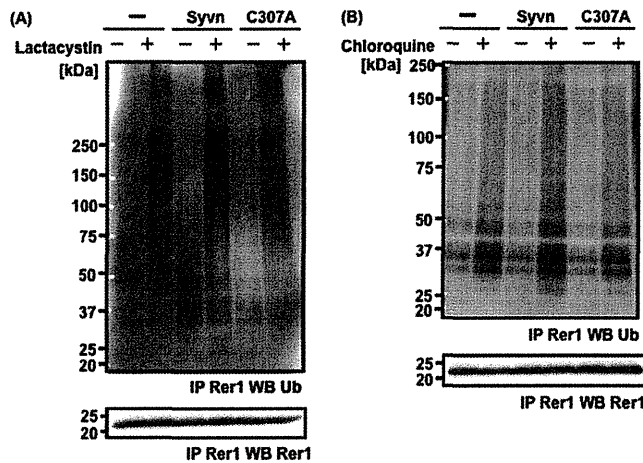 (A)
— Syvn C307A
Lactacystin − + − + − +
[kDa]
250
150
100
75
50
37
25
20
IP Rer1 WB Ub
25
20
IP Rer1 WB Rer1
(B)
— Syvn C307A
Chloroquine − + − + − +
[kDa]
250
150
100
75
50
37
25
20
IP Rer1 WB Ub
25
20
IP Rer1 WB Rer1